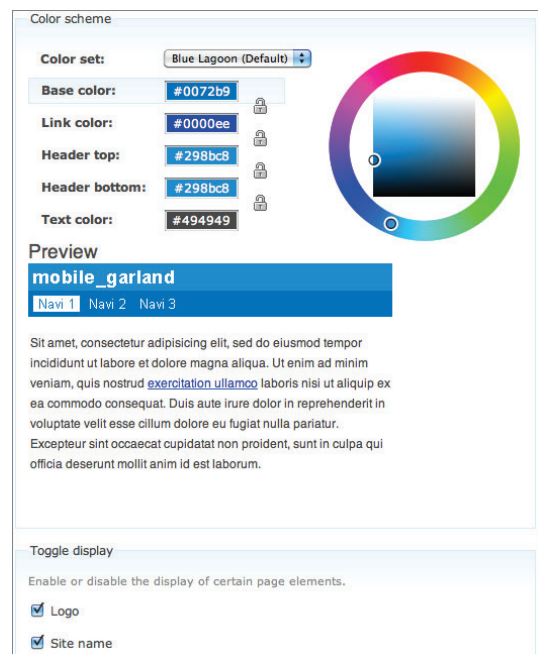 Color scheme
Color set: Blue Lagoon (Default)
Base color: #0072b9
Link color: #0000ee
Header top: #298bc8
Header bottom: #298bc8
Text color: #494949
Preview
mobile_garland
Navi 1 Navi 2 Navi 3
Sit amet, consectetur adipisicing elit, sed do eiusmod tempor
incididunt ut labore et dolore magna aliqua. Ut enim ad minim
veniam, quis nostrud exercitation ullamco laboris nisi ut aliquip ex
ea commodo consequat. Duis aute irure dolor in reprehenderit in
voluptate velit esse cillum dolore eu fugiat nulla pariatur.
Excepteur sint occaecat cupidatat non proident, sunt in culpa qui
officia deserunt mollit anim id est laborum.
Toggle display
Enable or disable the display of certain page elements.
Logo
Site name